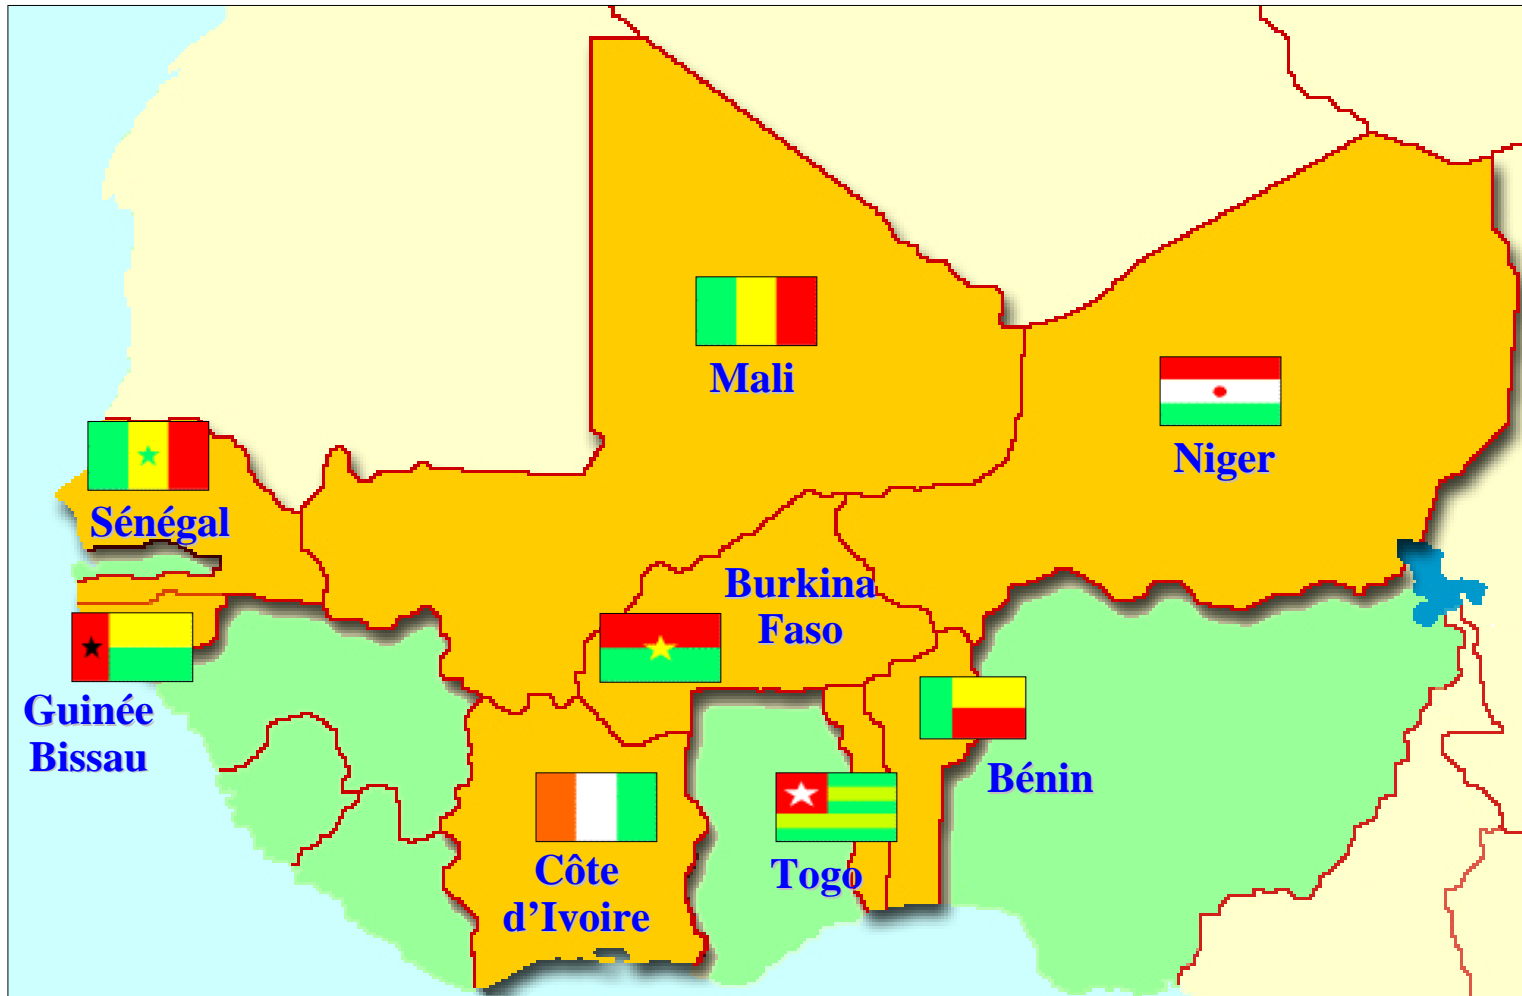 Mali
Niger
Sénégal
Burkina
Faso
Guinée
Bissau
Bénin
Côte
d’Ivoire
Togo